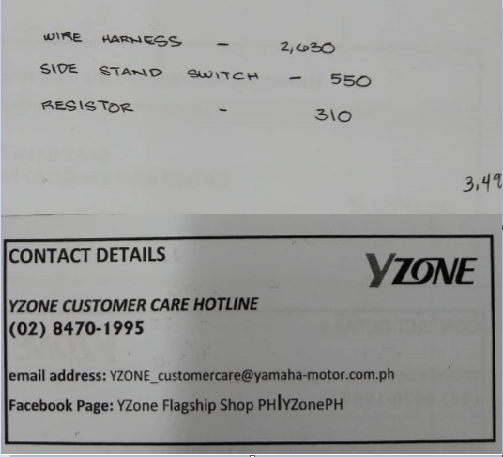 WIRE HARNESS - 2,630
SIDE STAND SWITCH - 550
RESISTOR - 310
3,49
CONTACT DETAILS
YZONE
YZONE CUSTOMER CARE HOTLINE
(02) 8470-1995
email address: YZONE_customercare@yamaha-motor.com.ph
Facebook Page: YZone Flagship Shop PH|YZonePH